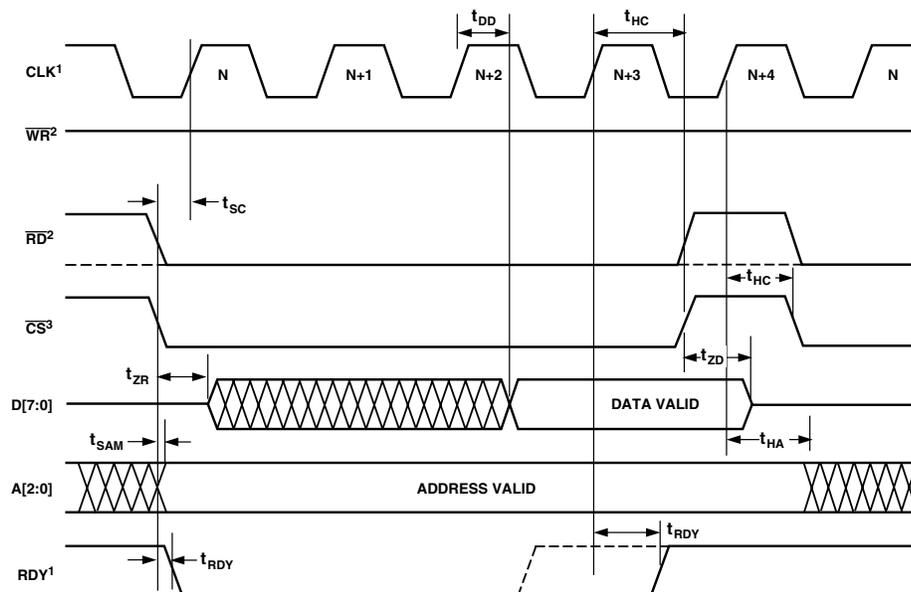 tDD
tHC
CLK¹
N
N+1
N+2
N+3
N+4
N
WR²
tSC
RD²
tHC
CS³
tZR
tZD
D[7:0]
DATA VALID
tSAM
tHA
A[2:0]
ADDRESS VALID
tRDY
tRDY
RDY¹